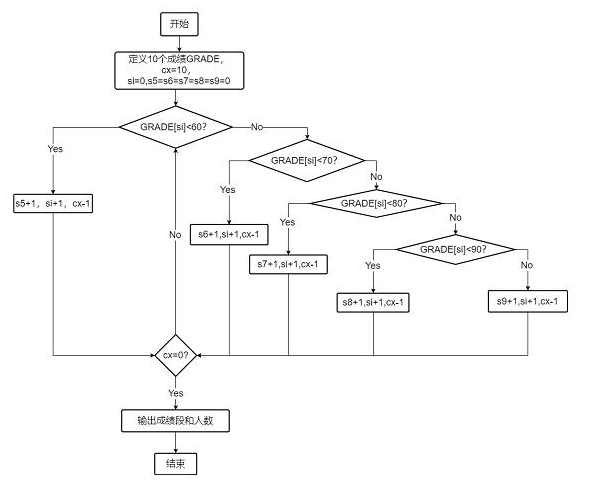 开始
定义10个成绩GRADE，
cx=10，
si=0,s5=s6=s7=s8=s9=0
GRADE[si]<60?
No
Yes
GRADE[si]<70?
No
Yes
s5+1， si+1， cx-1
GRADE[si]<80?
No
Yes
s6+1,si+1,cx-1
No
GRADE[si]<90?
Yes
No
s7+1,si+1,cx-1
s8+1,si+1,cx-1
s9+1,si+1,cx-1
cx=0?
Yes
输出成绩段和人数
结束